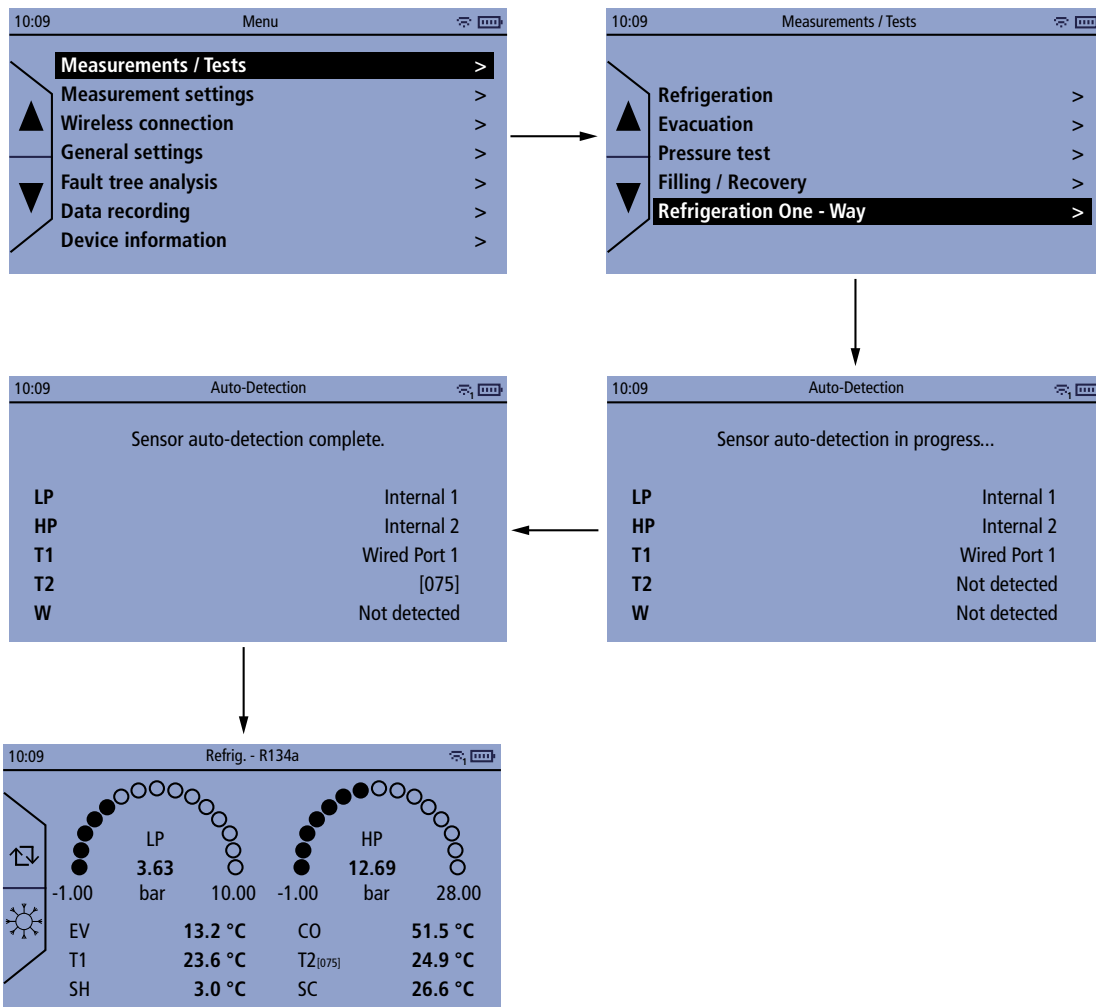 10:09 Menu
Measurements / Tests >
Measurement settings >
Wireless connection >
General settings >
Fault tree analysis >
Data recording >
Device information >
10:09 Measurements / Tests
Refrigeration >
Evacuation >
Pressure test >
Filling / Recovery >
Refrigeration One - Way >
10:09 Auto-Detection 1
Sensor auto-detection in progress...
LP Internal 1
HP Internal 2
T1 Wired Port 1
T2 Not detected
W Not detected
10:09 Auto-Detection 1
Sensor auto-detection complete.
LP Internal 1
HP Internal 2
T1 Wired Port 1
T2 [075]
W Not detected
10:09 Refrig. - R134a 1
LP HP
3.63 12.69
-1.00 bar 10.00 -1.00 bar 28.00
EV 13.2 °C CO 51.5 °C
T1 23.6 °C T2[075] 24.9 °C
SH 3.0 °C SC 26.6 °C